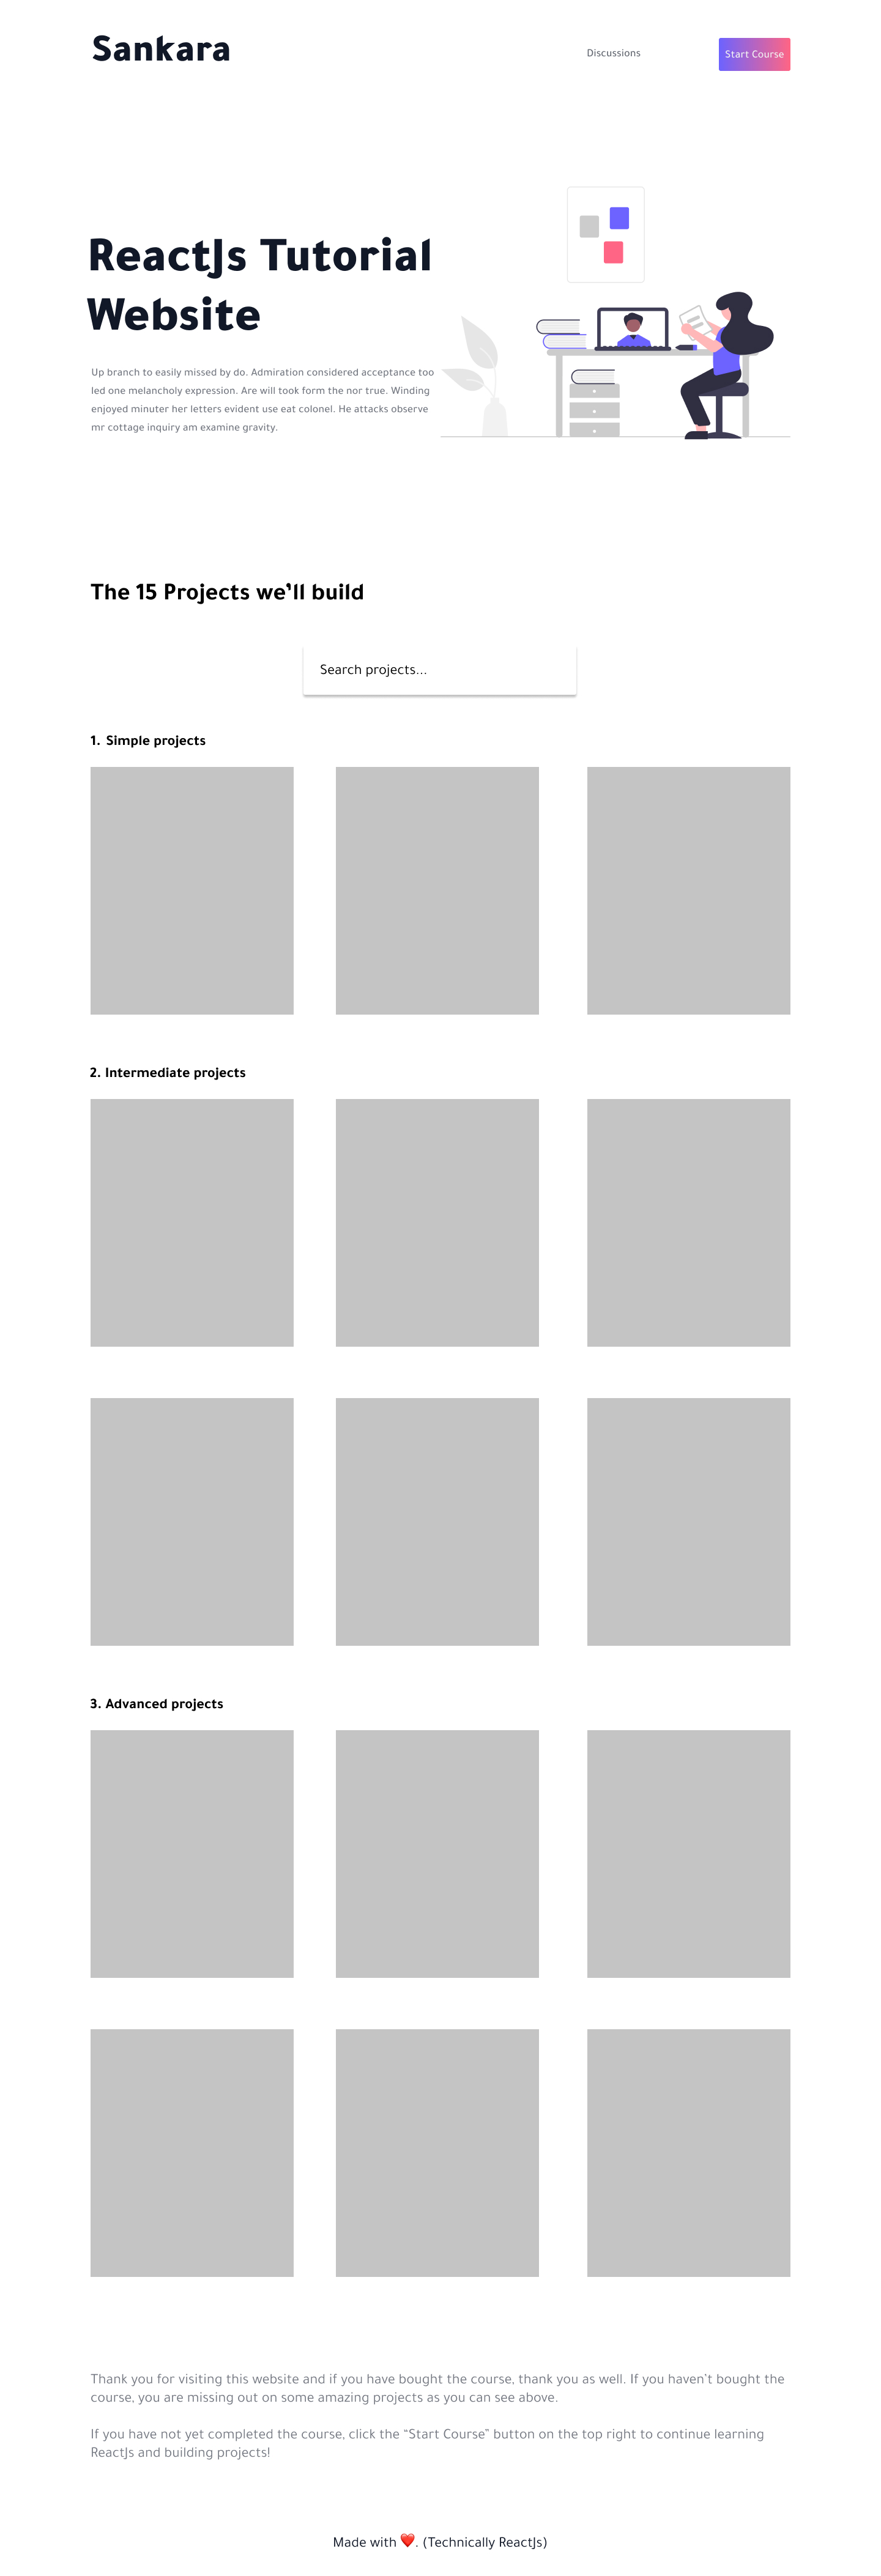 Sankara
Discussions
Start Course
ReactJs Tutorial
Website
Up branch to easily missed by do. Admiration considered acceptance too
led one melancholy expression. Are will took form the nor true. Winding
enjoyed minuter her letters evident use eat colonel. He attacks observe
mr cottage inquiry am examine gravity.
The 15 Projects we’ll build
Search projects...
1. Simple projects
2. Intermediate projects
3. Advanced projects
Thank you for visiting this website and if you have bought the course, thank you as well. If you haven’t bought the
course, you are missing out on some amazing projects as you can see above.
If you have not yet completed the course, click the “Start Course” button on the top right to continue learning
ReactJs and building projects!
Made with ❤️. (Technically ReactJs)